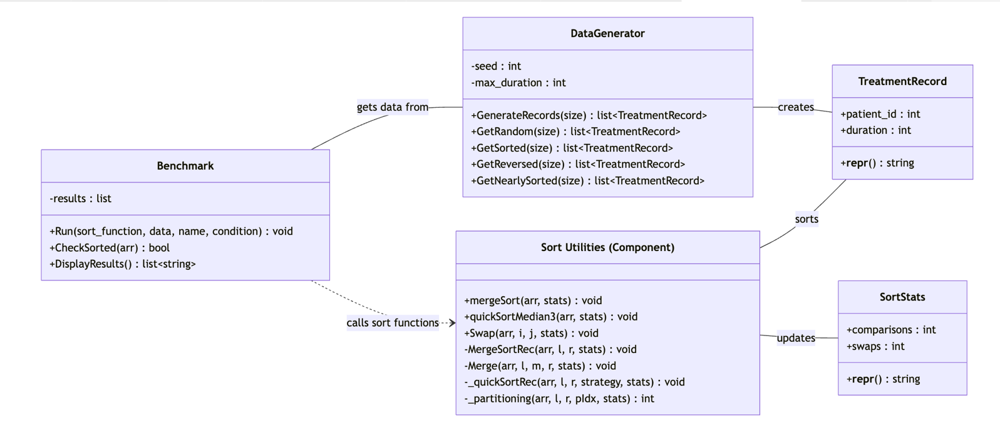 DataGenerator
-seed : int
-max_duration : int
+GenerateRecords(size) : list<TreatmentRecord>
+GetRandom(size) : list<TreatmentRecord>
+GetSorted(size) : list<TreatmentRecord>
+GetReversed(size) : list<TreatmentRecord>
+GetNearlySorted(size) : list<TreatmentRecord>
TreatmentRecord
+patient_id : int
+duration : int
+repr() : string
gets data from
creates
Benchmark
-results : list
+Run(sort_function, data, name, condition) : void
+CheckSorted(arr) : bool
+DisplayResults() : list<string>
sorts
Sort Utilities (Component)
+mergeSort(arr, stats) : void
+quickSortMedian3(arr, stats) : void
+Swap(arr, i, j, stats) : void
-MergeSortRec(arr, l, r, stats) : void
-Merge(arr, l, m, r, stats) : void
-_quickSortRec(arr, l, r, strategy, stats) : void
-_partitioning(arr, l, r, pIdx, stats) : int
calls sort functions
updates
SortStats
+comparisons : int
+swaps : int
+repr() : string